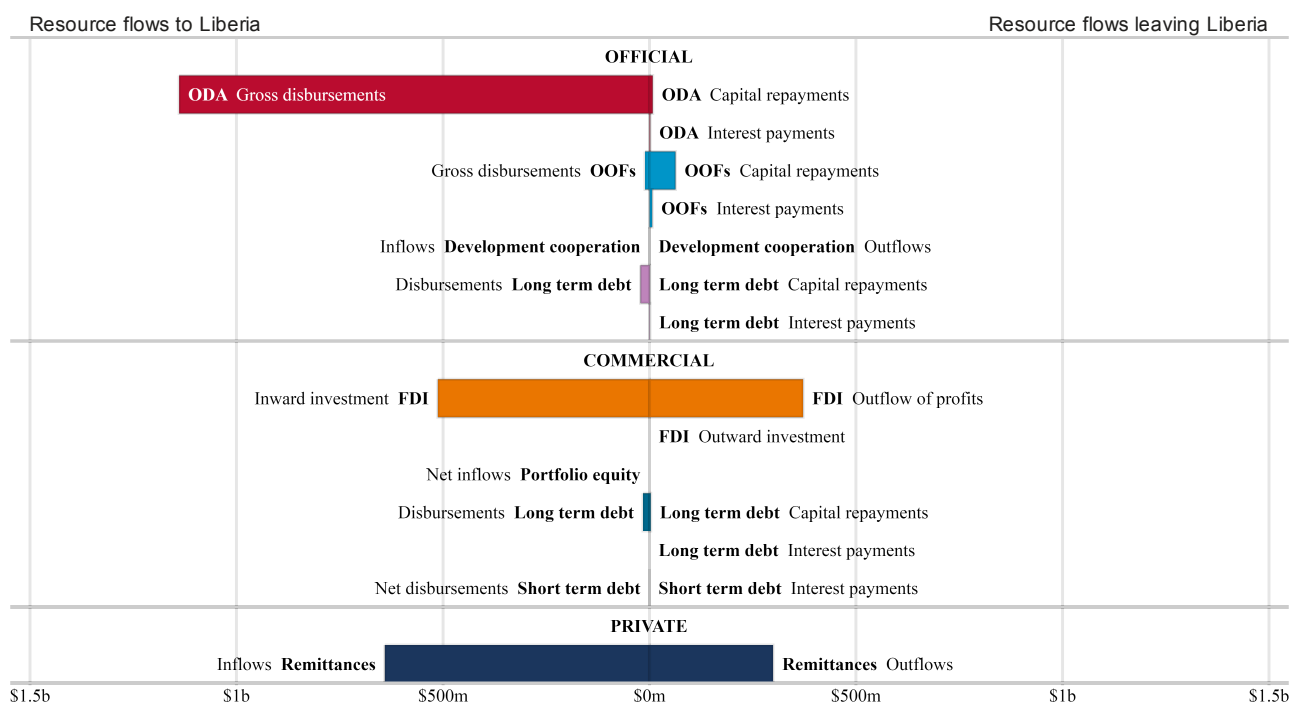 Resource flows to Liberia Resource flows leaving Liberia
OFFICIAL
ODA Gross disbursements ODA Capital repayments
ODA Interest payments
Gross disbursements OOFs OOFs Capital repayments
OOFs Interest payments
Inflows Development cooperation Development cooperation Outflows
Disbursements Long term debt Long term debt Capital repayments
Long term debt Interest payments
COMMERCIAL
Inward investment FDI FDI Outflow of profits
FDI Outward investment
Net inflows Portfolio equity
Disbursements Long term debt Long term debt Capital repayments
Long term debt Interest payments
Net disbursements Short term debt Short term debt Interest payments
PRIVATE
Inflows Remittances Remittances Outflows
$1.5b $1b $500m $0m $500m $1b $1.5b